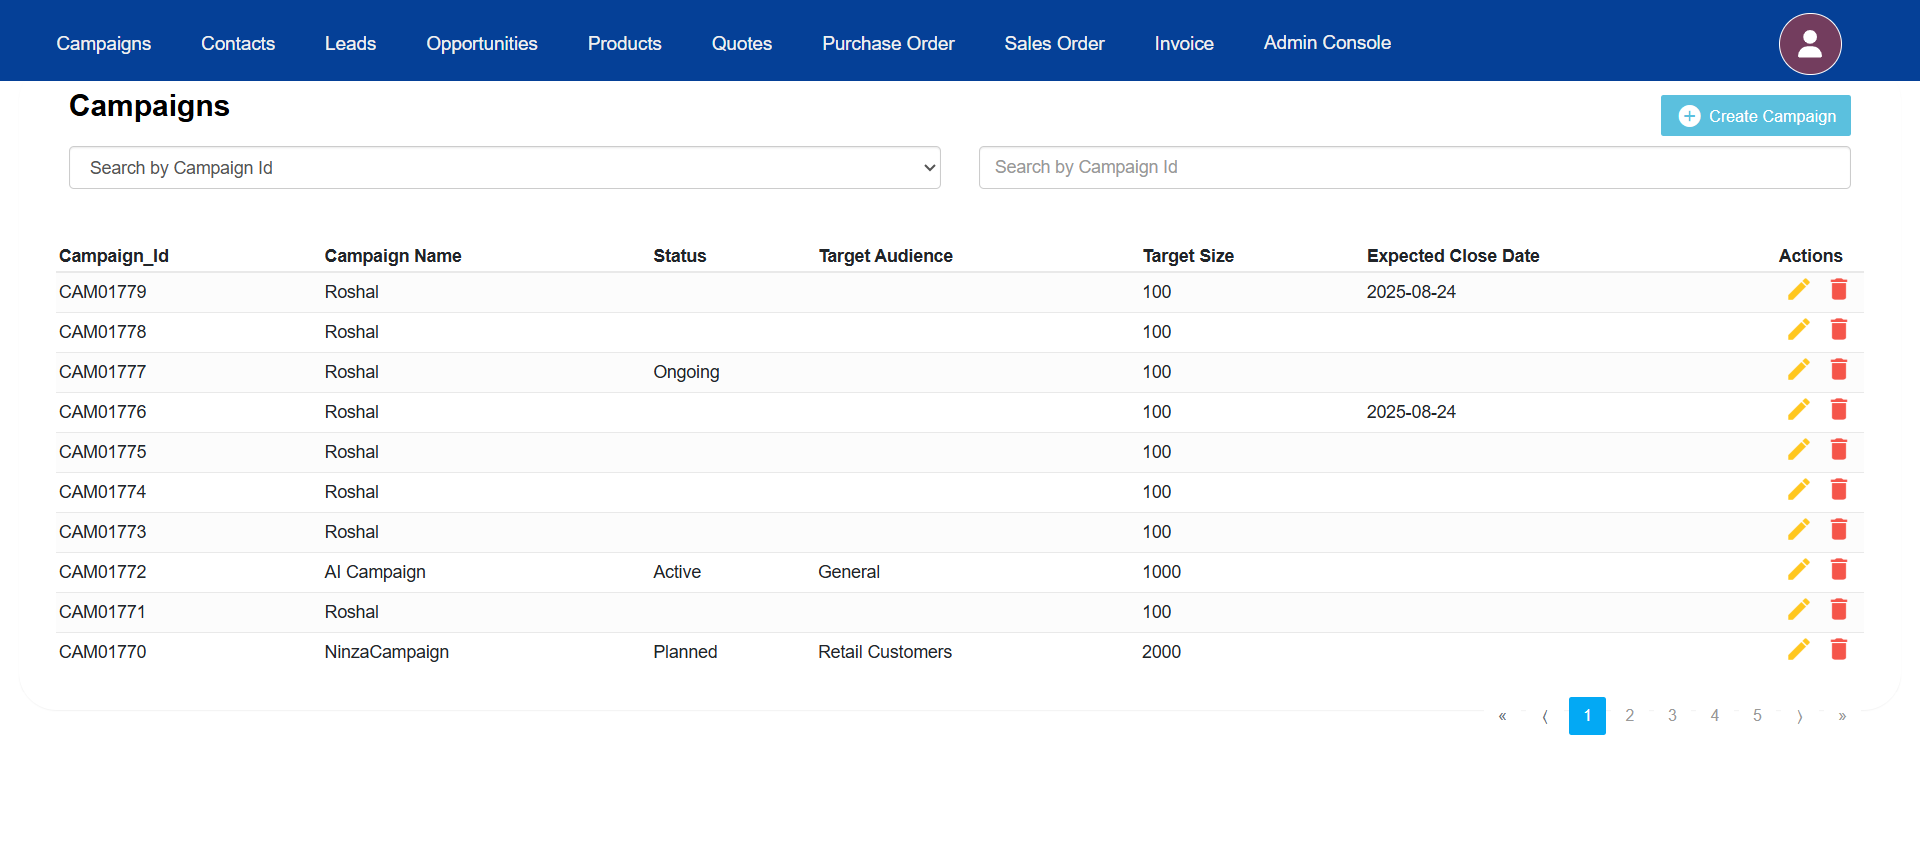 Campaigns Contacts Leads Opportunities Products Quotes Purchase Order Sales Order Invoice Admin Console
Campaigns
Create Campaign
Search by Campaign Id Search by Campaign Id
Campaign_Id Campaign Name Status Target Audience Target Size Expected Close Date Actions
CAM01779 Roshal 100 2025-08-24
CAM01778 Roshal 100
CAM01777 Roshal Ongoing 100
CAM01776 Roshal 100 2025-08-24
CAM01775 Roshal 100
CAM01774 Roshal 100
CAM01773 Roshal 100
CAM01772 AI Campaign Active General 1000
CAM01771 Roshal 100
CAM01770 NinzaCampaign Planned Retail Customers 2000
« ⟨ 1 2 3 4 5 ⟩ »